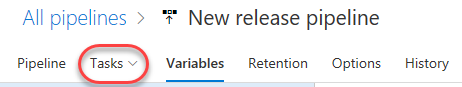 All pipelines > New release pipeline
Pipeline Tasks Variables Retention Options History